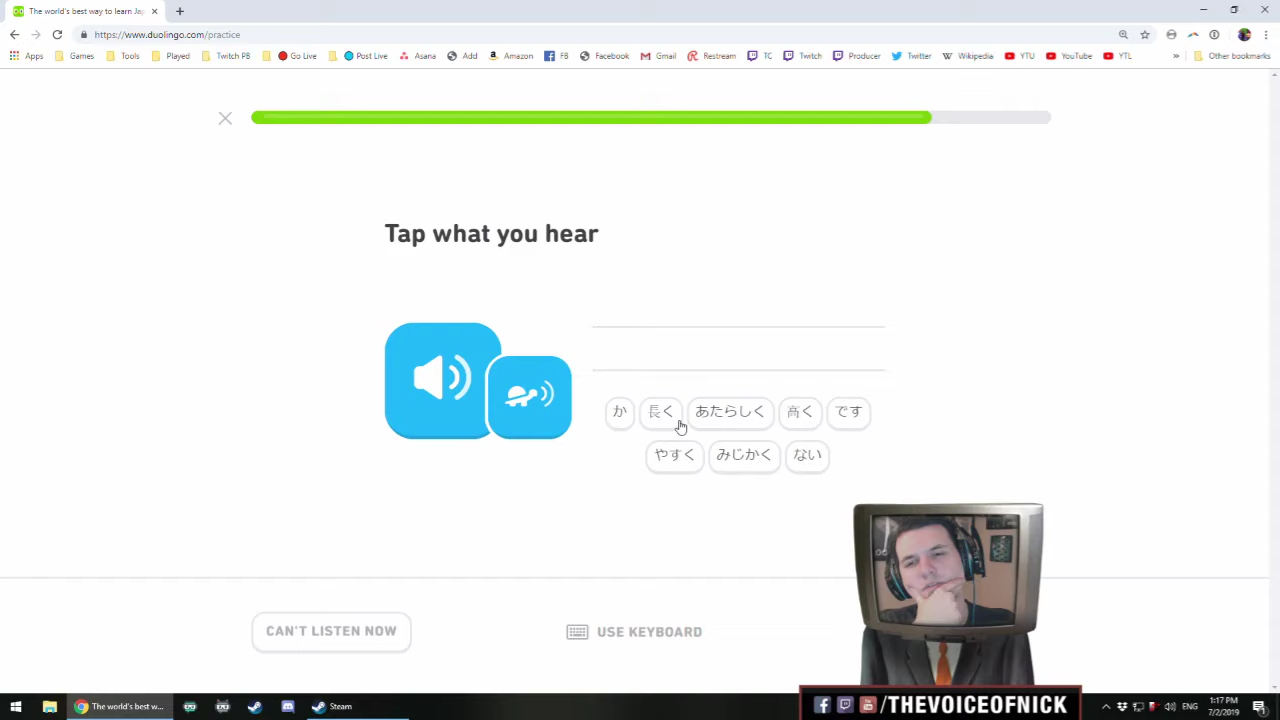 The world's best way to learn Jap
https://www.duolingo.com/practice
Apps Games Tools Played Twitch PB Go Live Post Live Asana Add Amazon FB Facebook Gmail Restream TC Twitch Producer Twitter Wikipedia YTU YouTube YTL » Other bookmarks
Tap what you hear
か 長く あたらしく 高く です
やすく みじかく ない
CAN'T LISTEN NOW
USE KEYBOARD
/THEVOICEOFNICK
The world's best w...
Steam
ENG
1:17 PM
7/2/2019